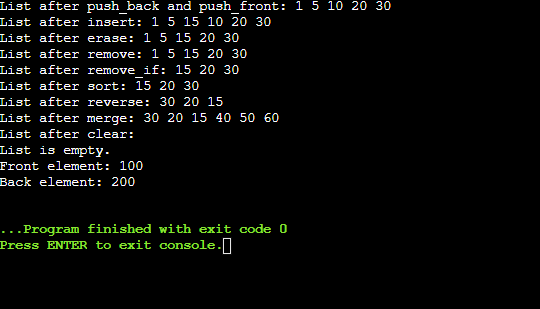 List after push_back and push_front: 1 5 10 20 30
List after insert: 1 5 15 10 20 30
List after erase: 1 5 15 20 30
List after remove: 1 5 15 20 30
List after remove_if: 15 20 30
List after sort: 15 20 30
List after reverse: 30 20 15
List after merge: 30 20 15 40 50 60
List after clear:
List is empty.
Front element: 100
Back element: 200
...Program finished with exit code 0
Press ENTER to exit console.